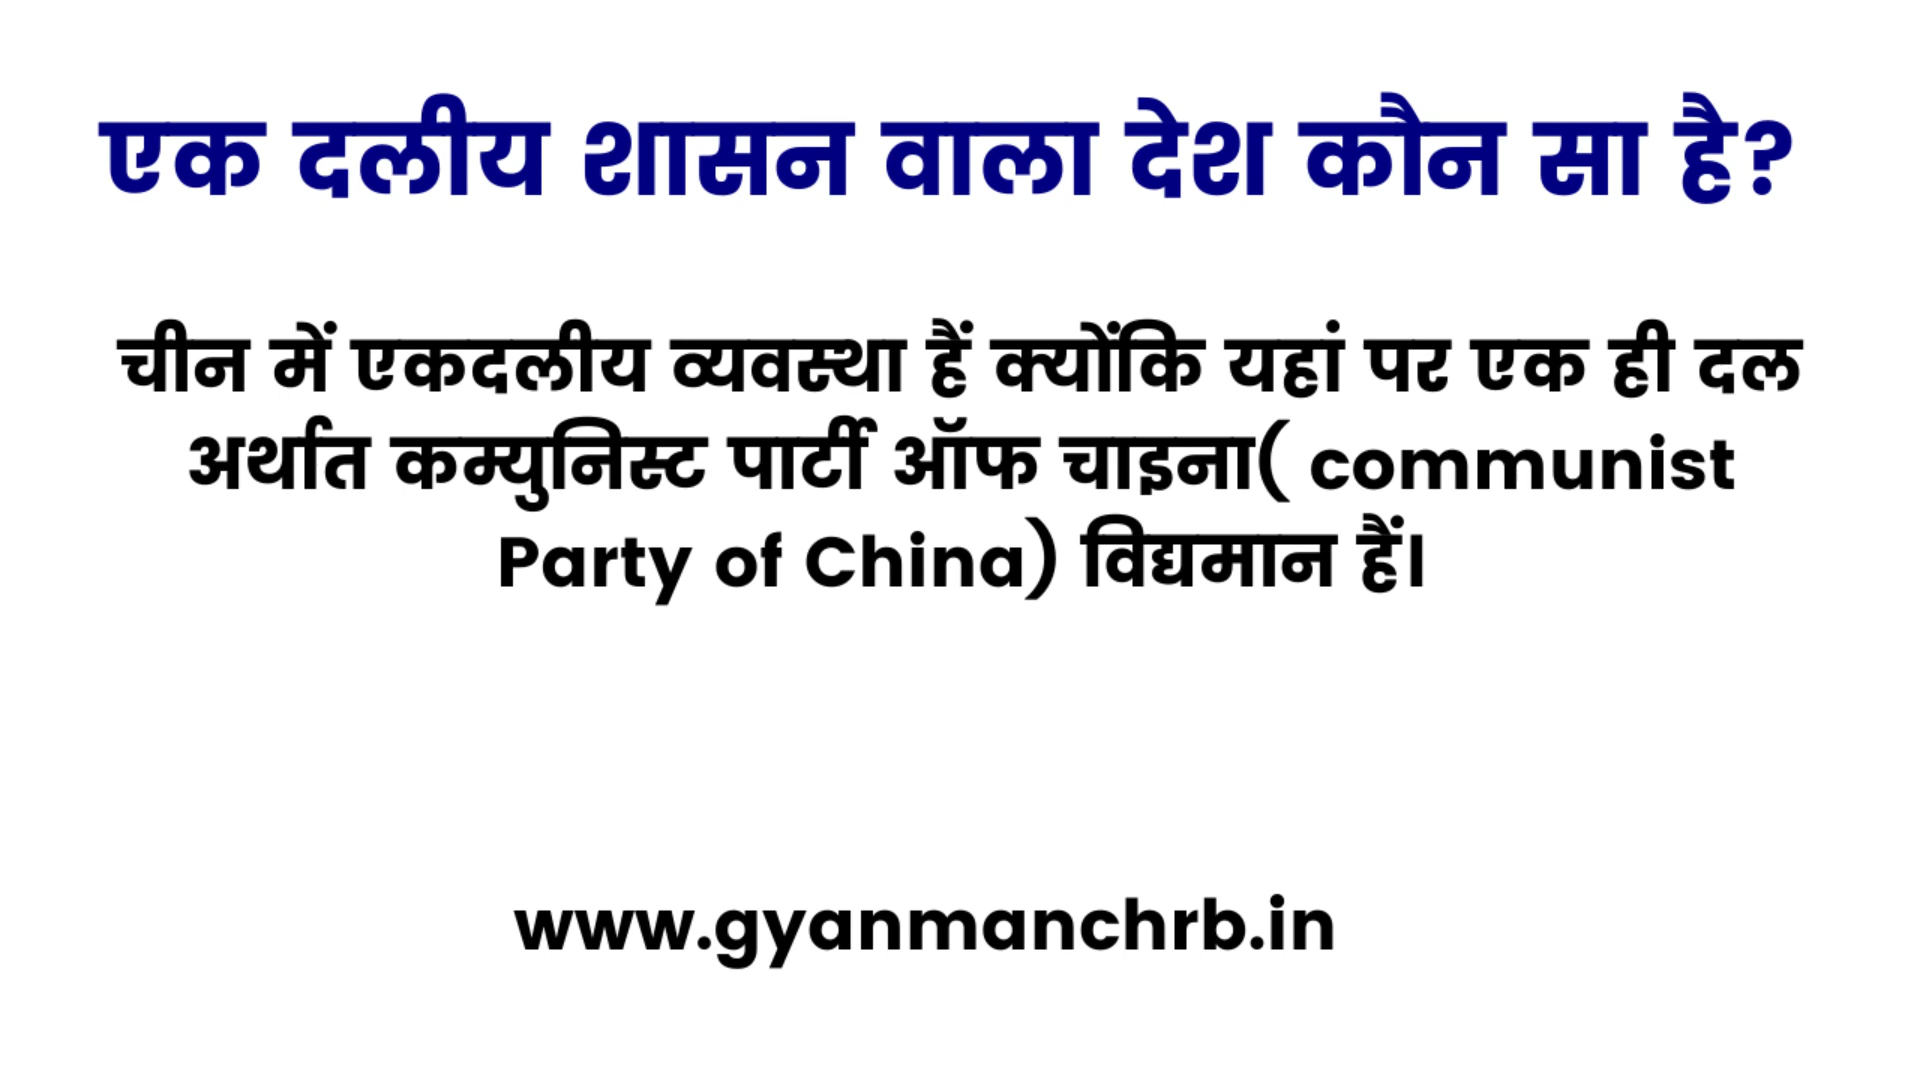 एक दलीय शासन वाला देश कौन सा है?
चीन में एकदलीय व्यवस्था हैं क्योंकि यहां पर एक ही दल
अर्थात कम्युनिस्ट पार्टी ऑफ चाइना( communist
Party of China) विद्यमान हैं।
www.gyanmanchrb.in